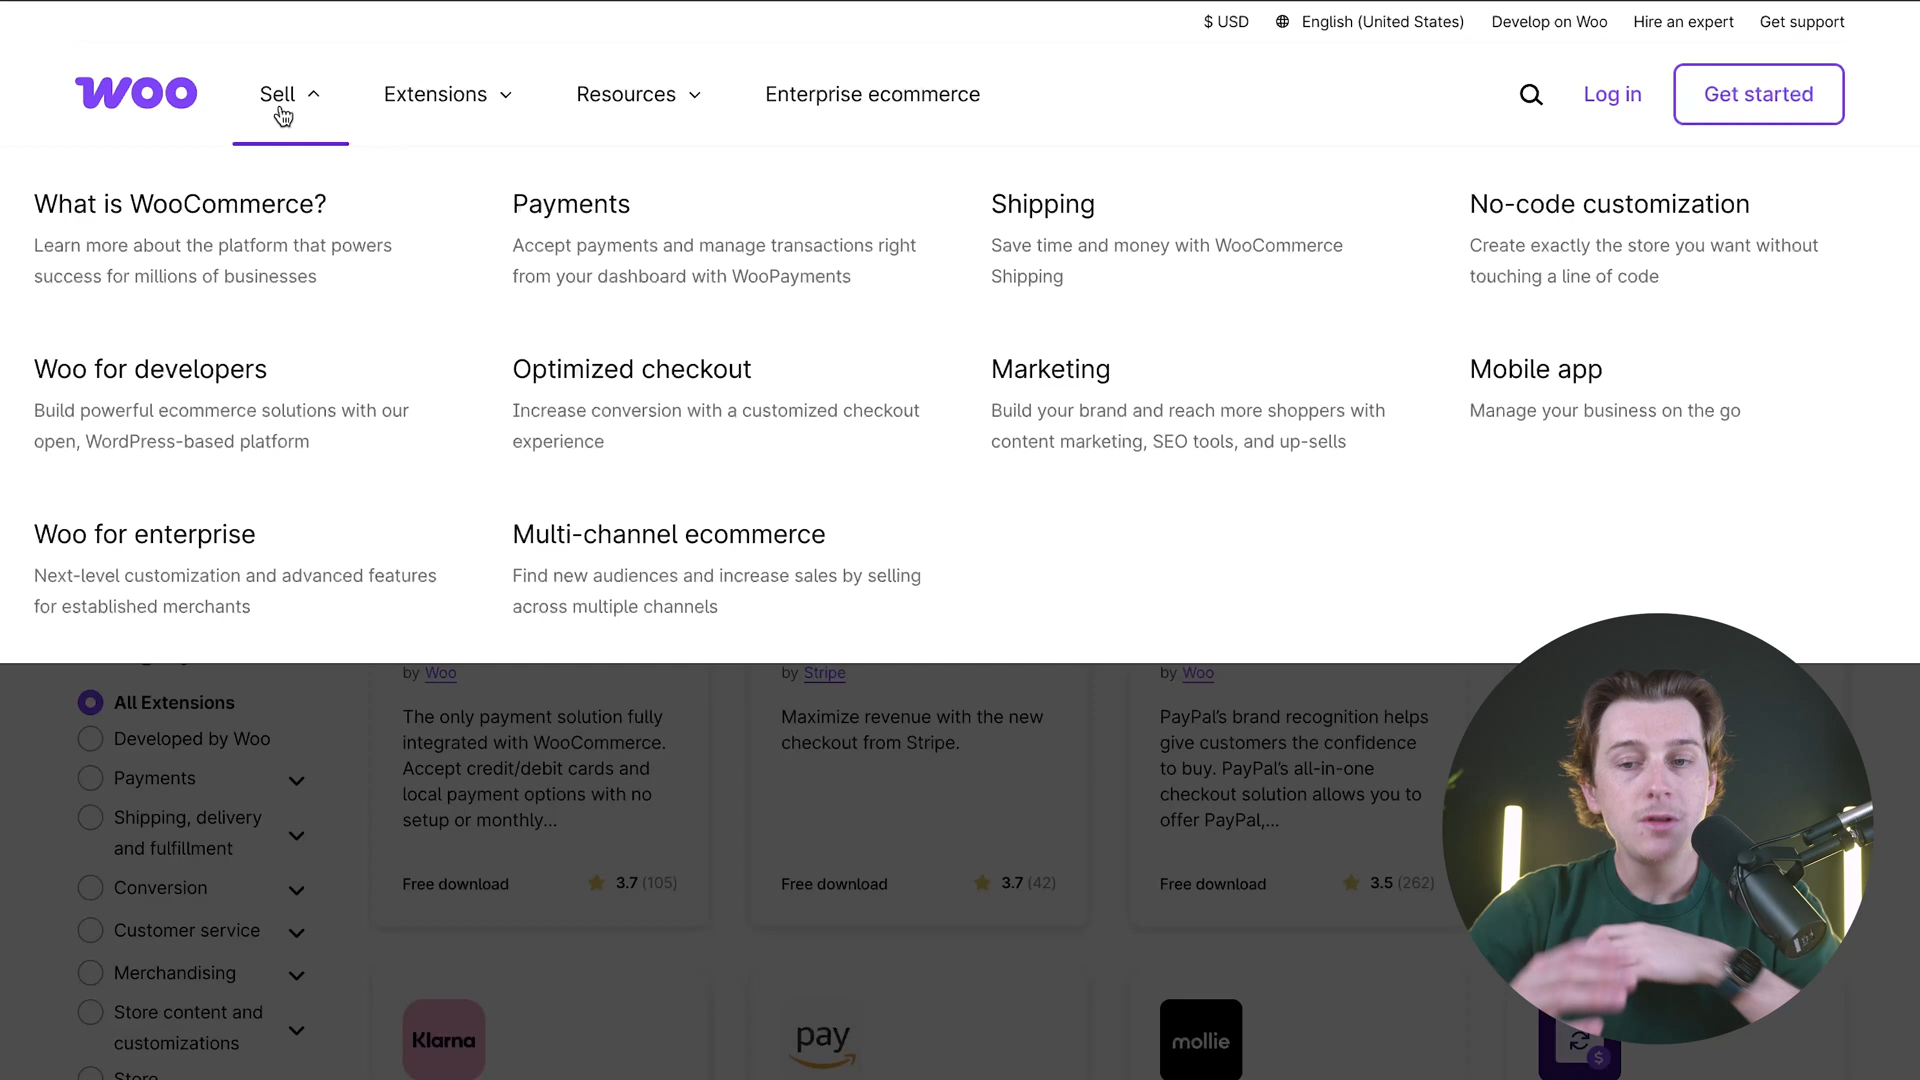 $ USD English (United States) Develop on Woo Hire an expert Get support
WOO Sell Extensions Resources Enterprise ecommerce Log in Get started
What is WooCommerce?
Learn more about the platform that powers
success for millions of businesses
Payments
Accept payments and manage transactions right
from your dashboard with WooPayments
Shipping
Save time and money with WooCommerce
Shipping
No-code customization
Create exactly the store you want without
touching a line of code
Woo for developers
Build powerful ecommerce solutions with our
open, WordPress-based platform
Optimized checkout
Increase conversion with a customized checkout
experience
Marketing
Build your brand and reach more shoppers with
content marketing, SEO tools, and up-sells
Mobile app
Manage your business on the go
Woo for enterprise
Next-level customization and advanced features
for established merchants
Multi-channel ecommerce
Find new audiences and increase sales by selling
across multiple channels
All Extensions
Developed by Woo
Payments
Shipping, delivery
and fulfillment
Conversion
Customer service
Merchandising
Store content and
customizations
Store
by Woo
The only payment solution fully
integrated with WooCommerce.
Accept credit/debit cards and
local payment options with no
setup or monthly...
Free download 3.7 (105)
by Stripe
Maximize revenue with the new
checkout from Stripe.
Free download 3.7 (42)
by Woo
PayPal's brand recognition helps
give customers the confidence
to buy. PayPal's all-in-one
checkout solution allows you to
offer PayPal,...
Free download 3.5 (262)
Klarna
pay
mollie
$